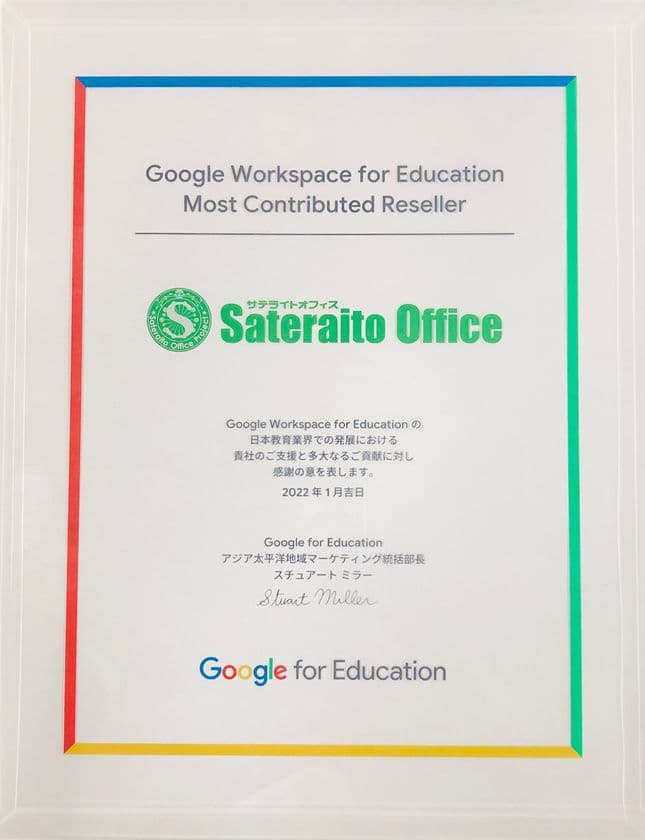 Google Workspace for Education
Most Contributed Reseller
サテライトオフィス
Sateraito Office
Sateraito Office Project
S
Google Workspace for Education の
日本教育業界での発展における
貴社のご支援と多大なるご貢献に対し
感謝の意を表します。
2022 年 1 月吉日
Google for Education
アジア太平洋地域マーケティング統括部長
スチュアート ミラー
Stuart Miller
Google for Education